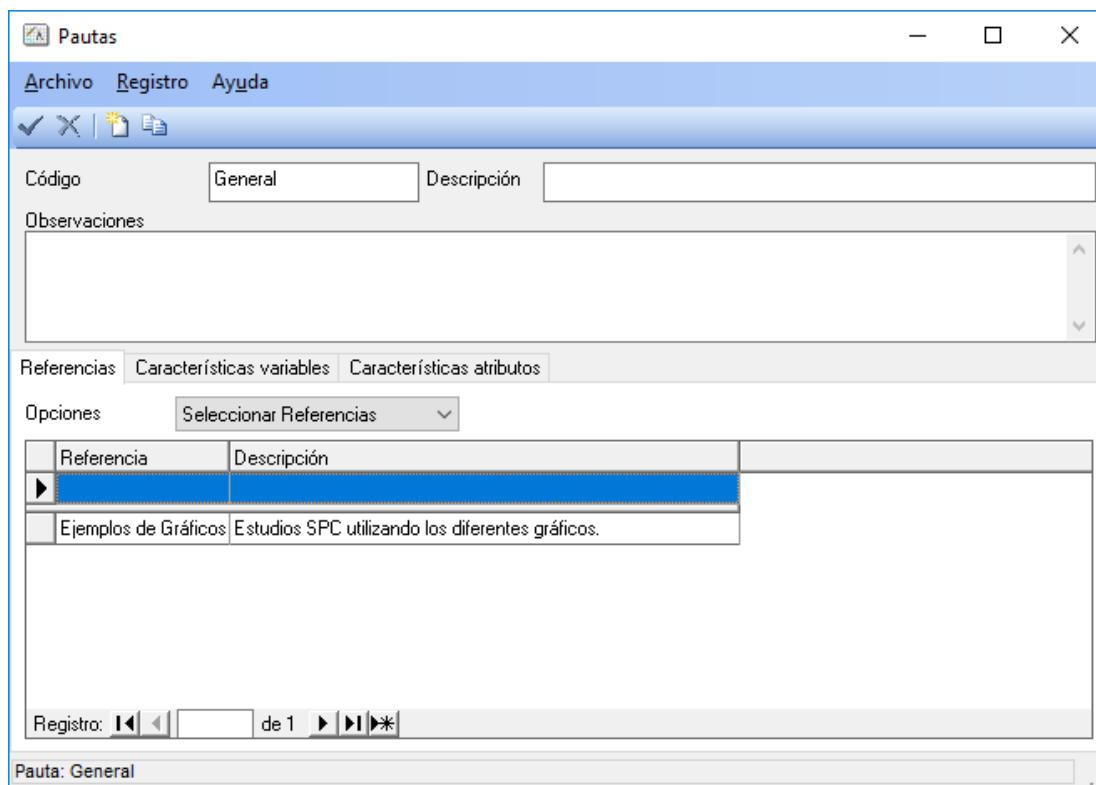 Pautas
Archivo Registro Ayuda
Código General Descripción
Observaciones
Referencias Características variables Características atributos
Opciones Seleccionar Referencias
Referencia Descripción
Ejemplos de Gráficos Estudios SPC utilizando los diferentes gráficos.
Registro: de 1
Pauta: General